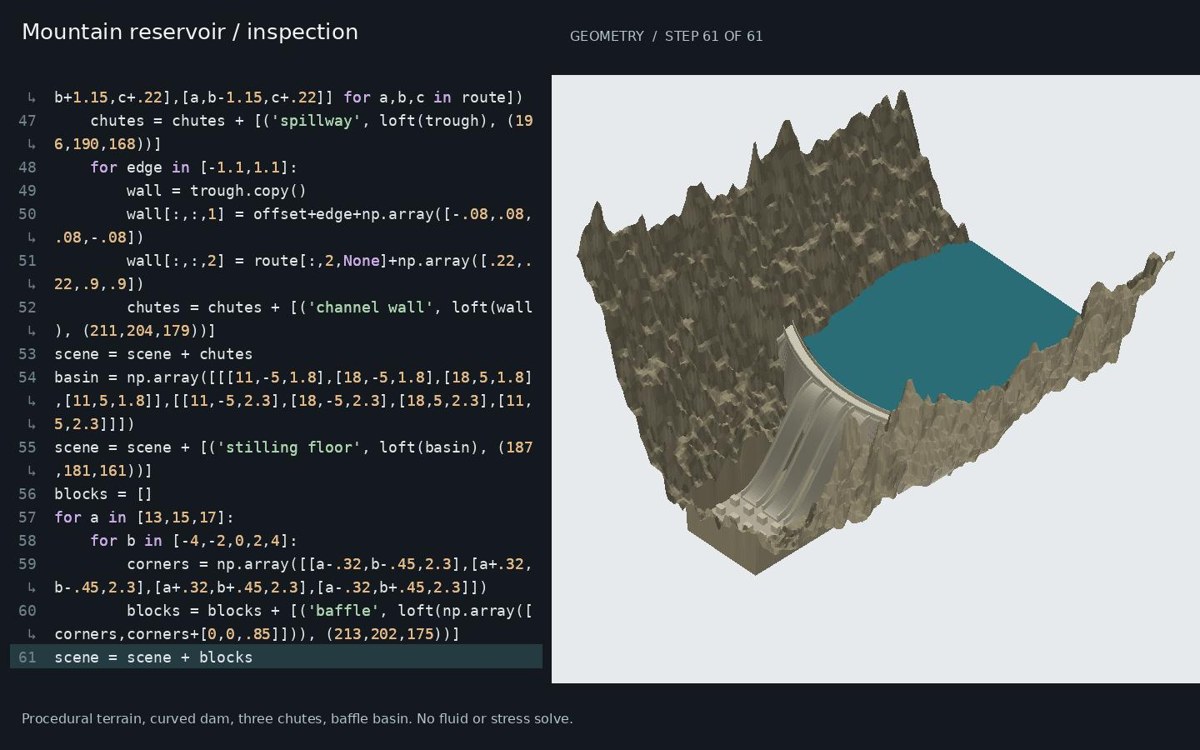 Mountain reservoir / inspection
GEOMETRY / STEP 61 OF 61
↳ b+1.15,c+.22],[a,b-1.15,c+.22]] for a,b,c in route])
47     chutes = chutes + [('spillway', loft(trough), (19
↳ 6,190,168))]
48     for edge in [-1.1,1.1]:
49         wall = trough.copy()
50         wall[:,:,1] = offset+edge+np.array([-.08,.08,
↳ .08,-.08])
51         wall[:,:,2] = route[:,2,None]+np.array([.22,.
↳ 22,.9,.9])
52         chutes = chutes + [('channel wall', loft(wall
↳ ), (211,204,179))]
53 scene = scene + chutes
54 basin = np.array([[[11,-5,1.8],[18,-5,1.8],[18,5,1.8]
↳ ,[11,5,1.8]],[[11,-5,2.3],[18,-5,2.3],[18,5,2.3],[11,
↳ 5,2.3]]])
55 scene = scene + [('stilling floor', loft(basin), (187
↳ ,181,161))]
56 blocks = []
57 for a in [13,15,17]:
58     for b in [-4,-2,0,2,4]:
59         corners = np.array([[a-.32,b-.45,2.3],[a+.32,
↳ b-.45,2.3],[a+.32,b+.45,2.3],[a-.32,b+.45,2.3]])
60         blocks = blocks + [('baffle', loft(np.array([
↳ corners,corners+[0,0,.85]])), (213,202,175))]
61 scene = scene + blocks
Procedural terrain, curved dam, three chutes, baffle basin. No fluid or stress solve.